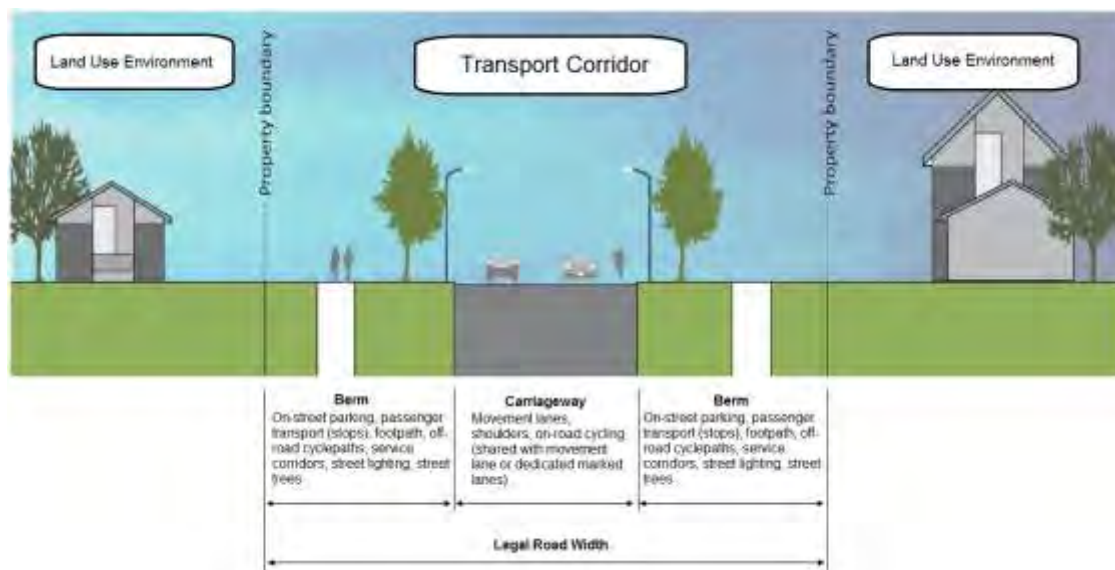 Land Use Environment
Transport Corridor
Land Use Environment
Property boundary
Property boundary
Berm
On-street parking, passenger
transport (stops), footpath, off-
road cyclepaths, service
corridors, street lighting, street
trees
Carriageway
Movement lanes,
shoulders, on-road cycling
(shared with movement
lane or dedicated marked
lanes)
Berm
On-street parking, passenger
transport (stops), footpath, off-
road cyclepaths, service
corridors, street lighting, street
trees
Legal Road Width